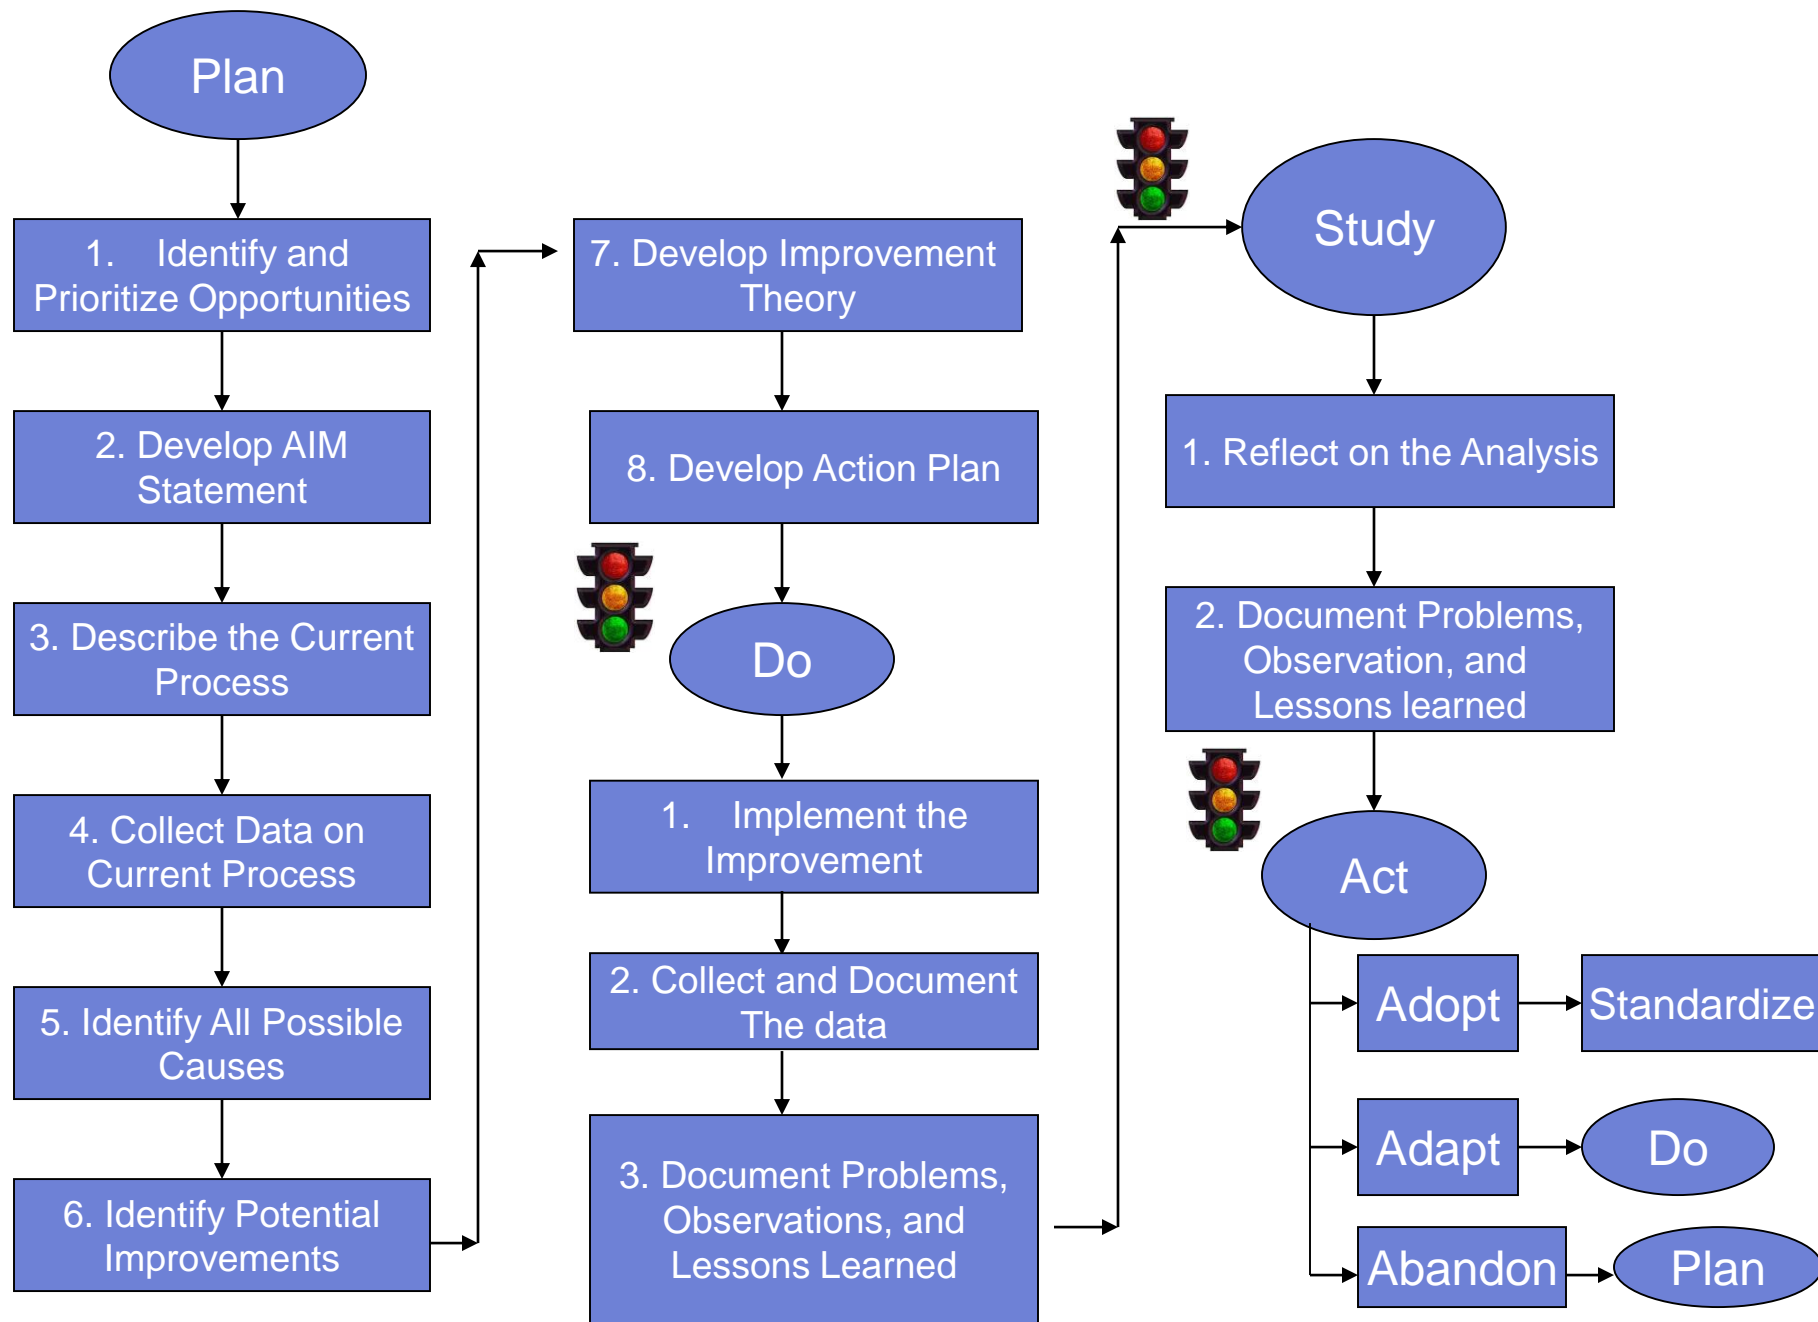 Plan
1. Identify and
Prioritize Opportunities
2. Develop AIM
Statement
3. Describe the Current
Process
4. Collect Data on
Current Process
5. Identify All Possible
Causes
6. Identify Potential
Improvements
7. Develop Improvement
Theory
8. Develop Action Plan
Do
1. Implement the
Improvement
2. Collect and Document
The data
3. Document Problems,
Observations, and
Lessons Learned
Study
1. Reflect on the Analysis
2. Document Problems,
Observation, and
Lessons learned
Act
Adopt
Standardize
Adapt
Do
Abandon
Plan